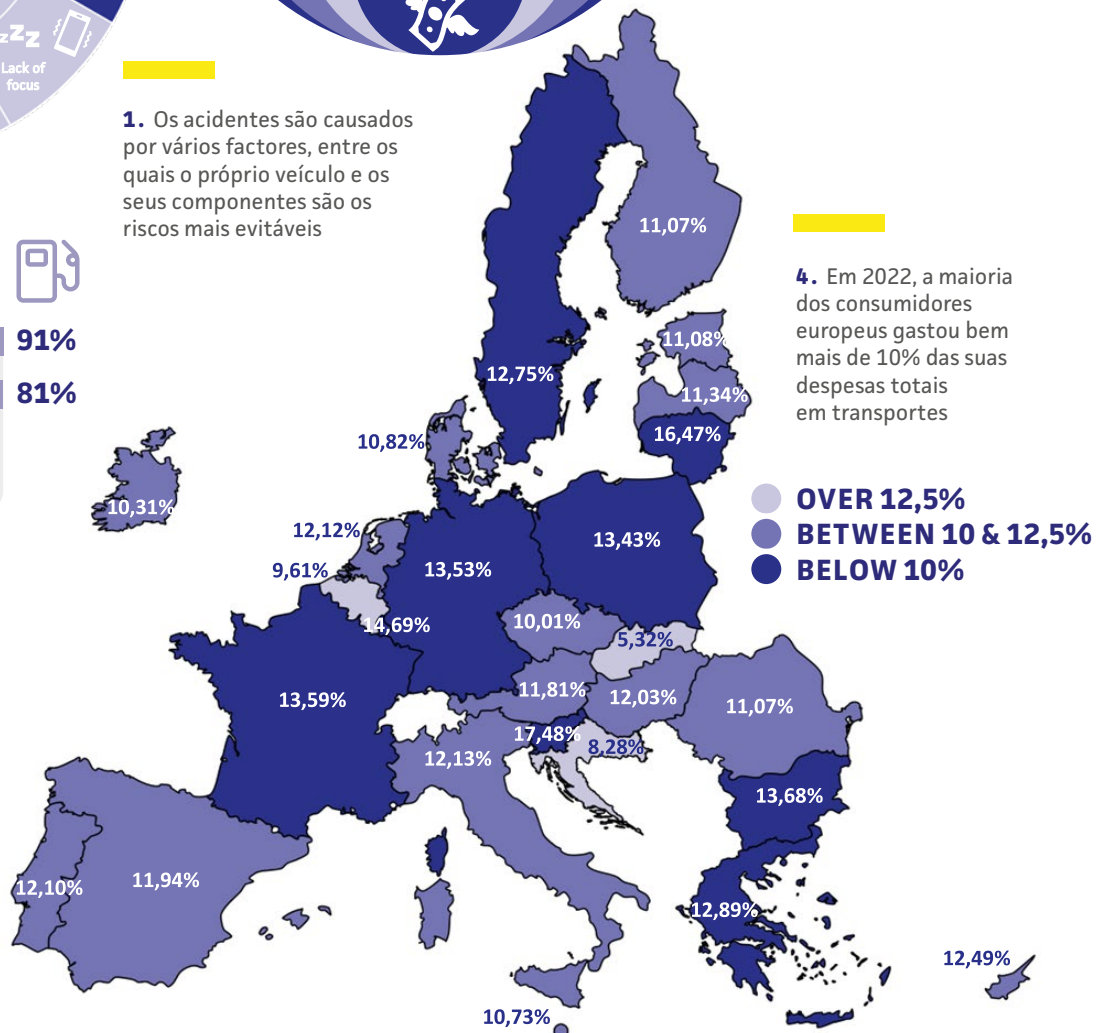 zzz
Lack of
focus
1. Os acidentes são causados
por vários factores, entre os
quais o próprio veículo e os
seus componentes são os
riscos mais evitáveis
91%
81%
4. Em 2022, a maioria
dos consumidores
europeus gastou bem
mais de 10% das suas
despesas totais
em transportes
OVER 12,5%
BETWEEN 10 & 12,5%
BELOW 10%
11,07%
11,08%
12,75%
11,34%
16,47%
10,82%
10,31%
12,12%
13,43%
9,61%
13,53%
14,69%
10,01%
5,32%
11,81%
12,03%
13,59%
11,07%
17,48%
8,28%
12,13%
13,68%
12,10%
11,94%
12,89%
12,49%
10,73%